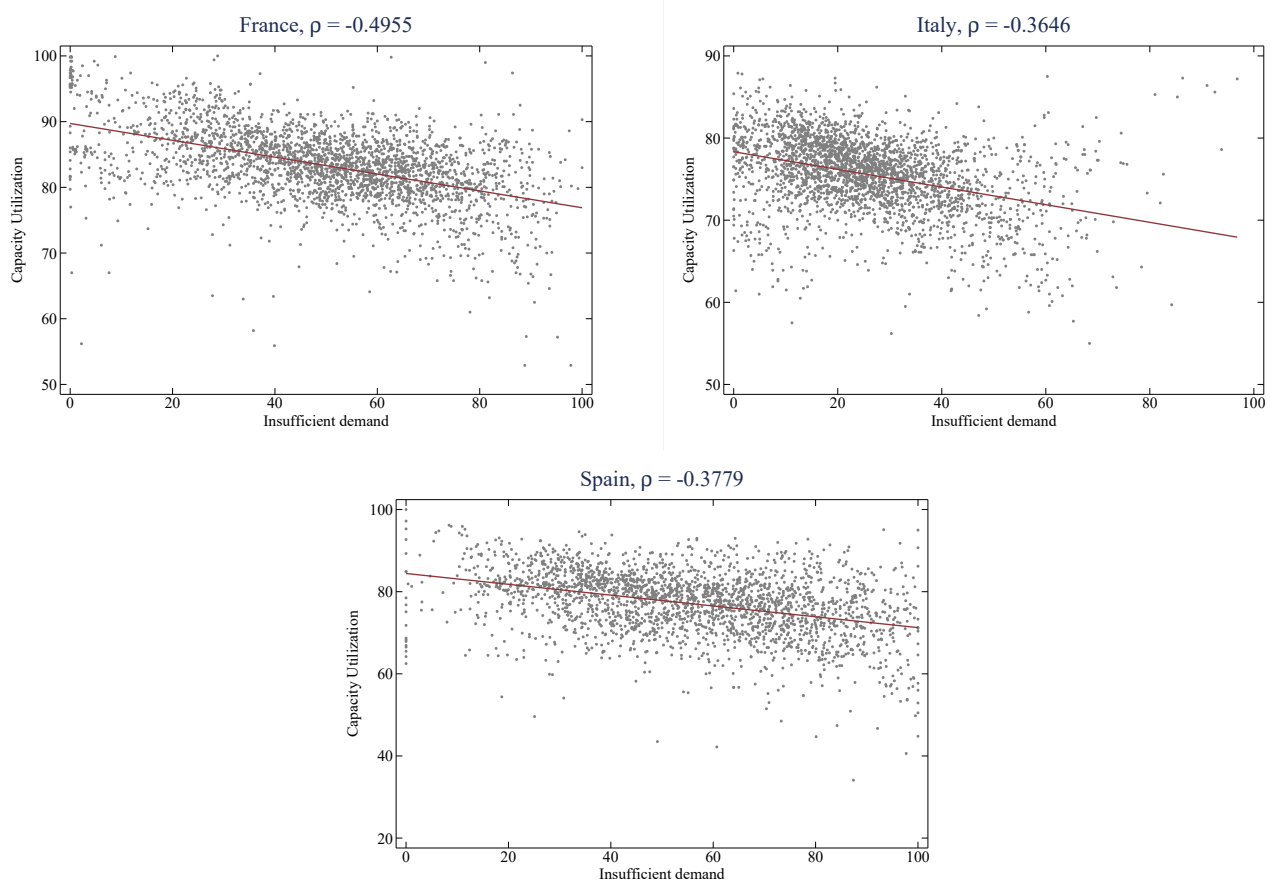 France, ρ = -0.4955
100
90
80
70
60
50
Capacity Utilization
0 20 40 60 80 100
Insufficient demand
Italy, ρ = -0.3646
90
80
70
60
50
Capacity Utilization
0 20 40 60 80 100
Insufficient demand
Spain, ρ = -0.3779
100
80
60
40
20
Capacity Utilization
0 20 40 60 80 100
Insufficient demand